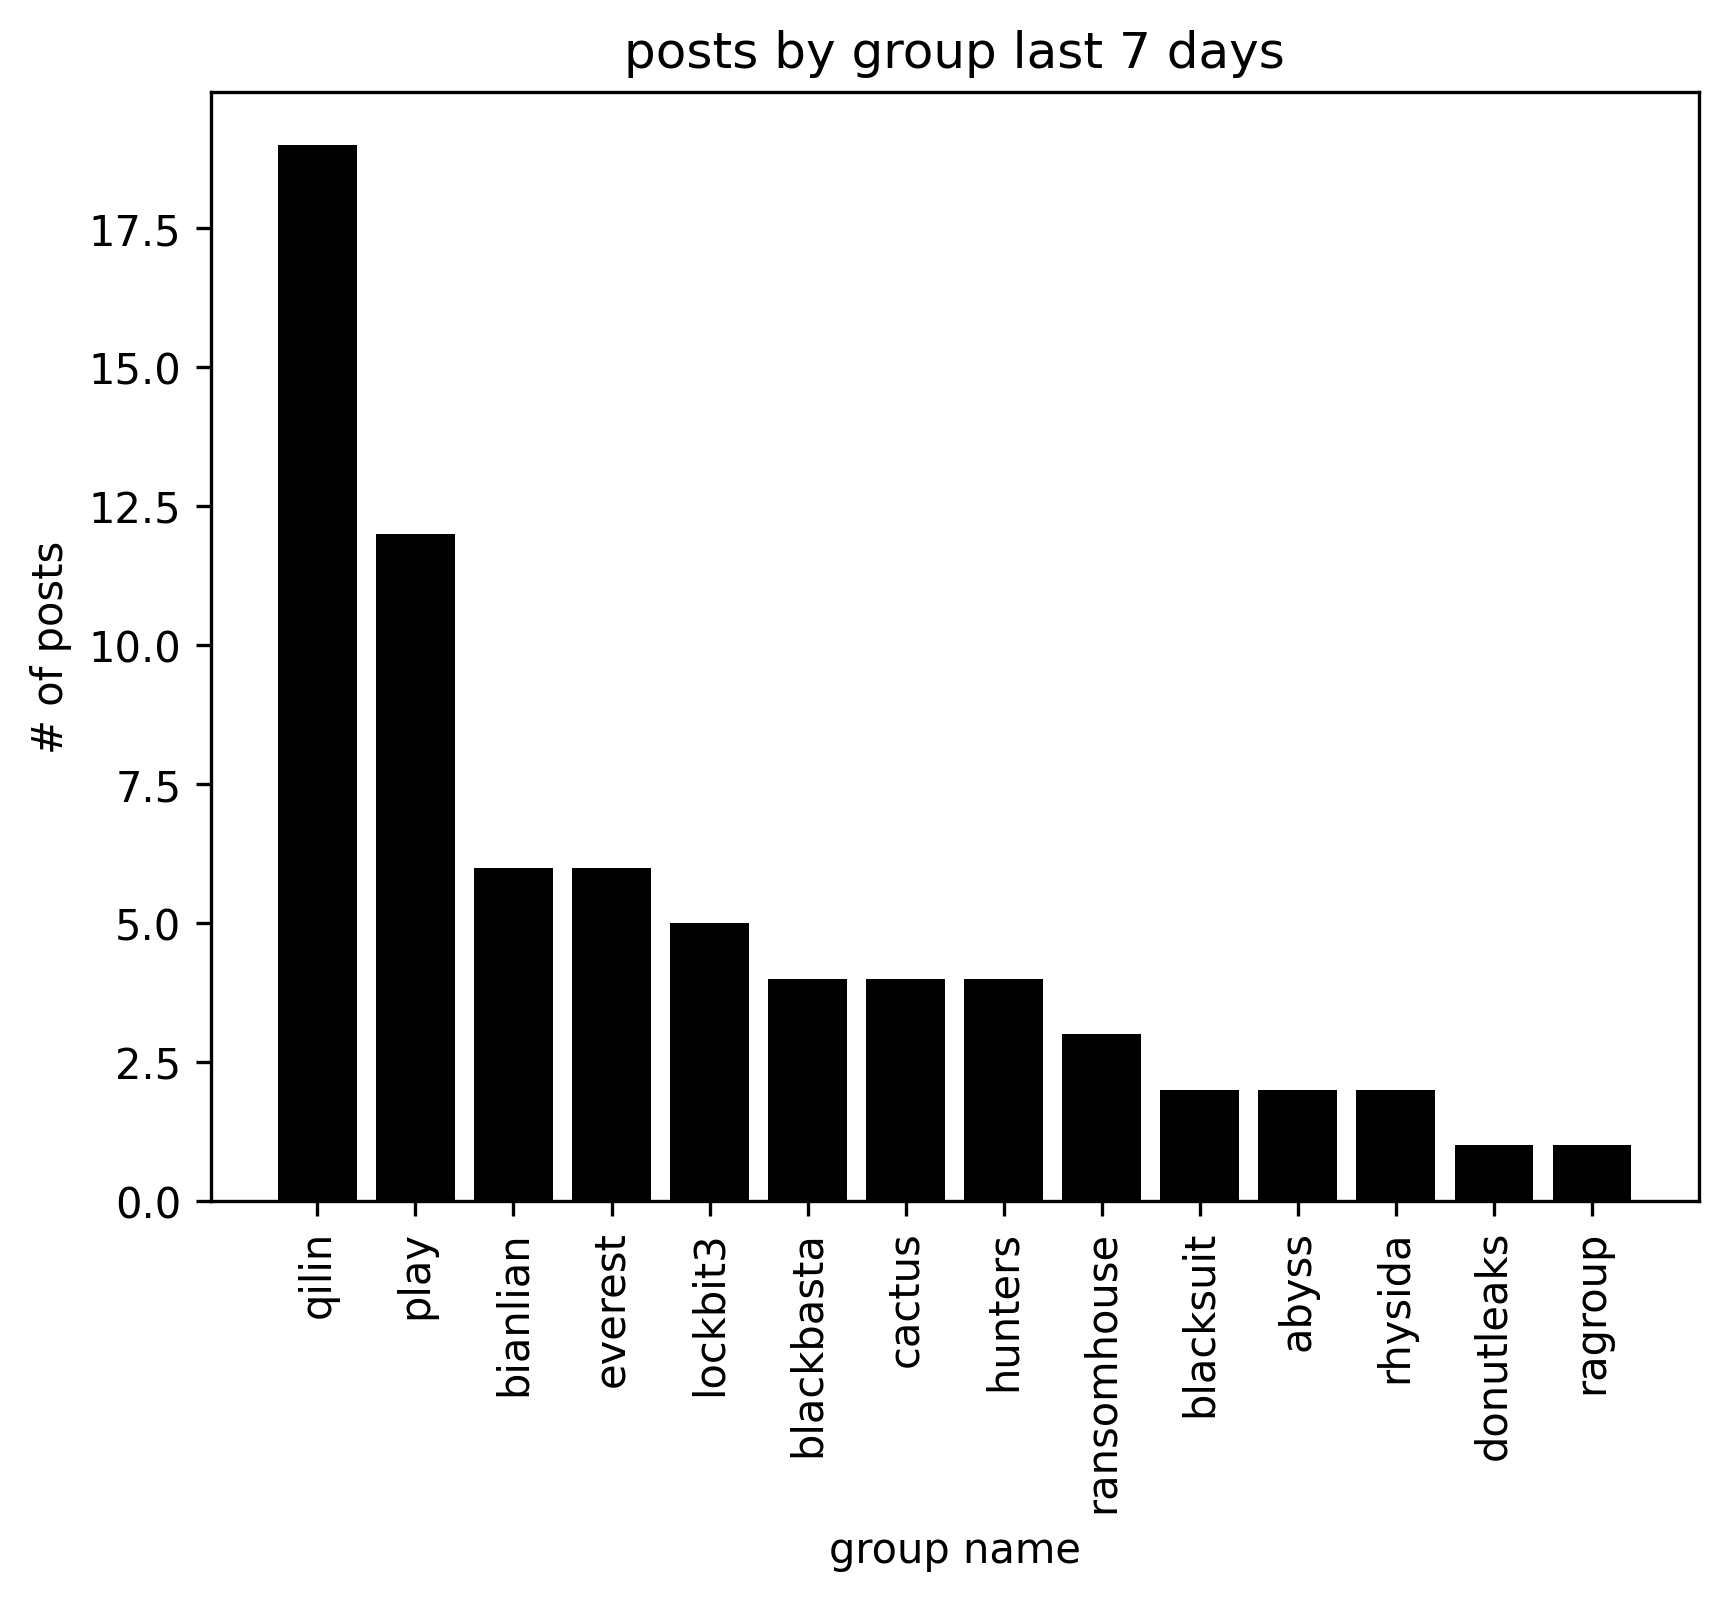 posts by group last 7 days
17.5
15.0
12.5
10.0
7.5
5.0
2.5
0.0
# of posts
qilin
play
bianlian
everest
lockbit3
blackbasta
cactus
hunters
ransomhouse
blacksuit
abyss
rhysida
donutleaks
ragroup
group name